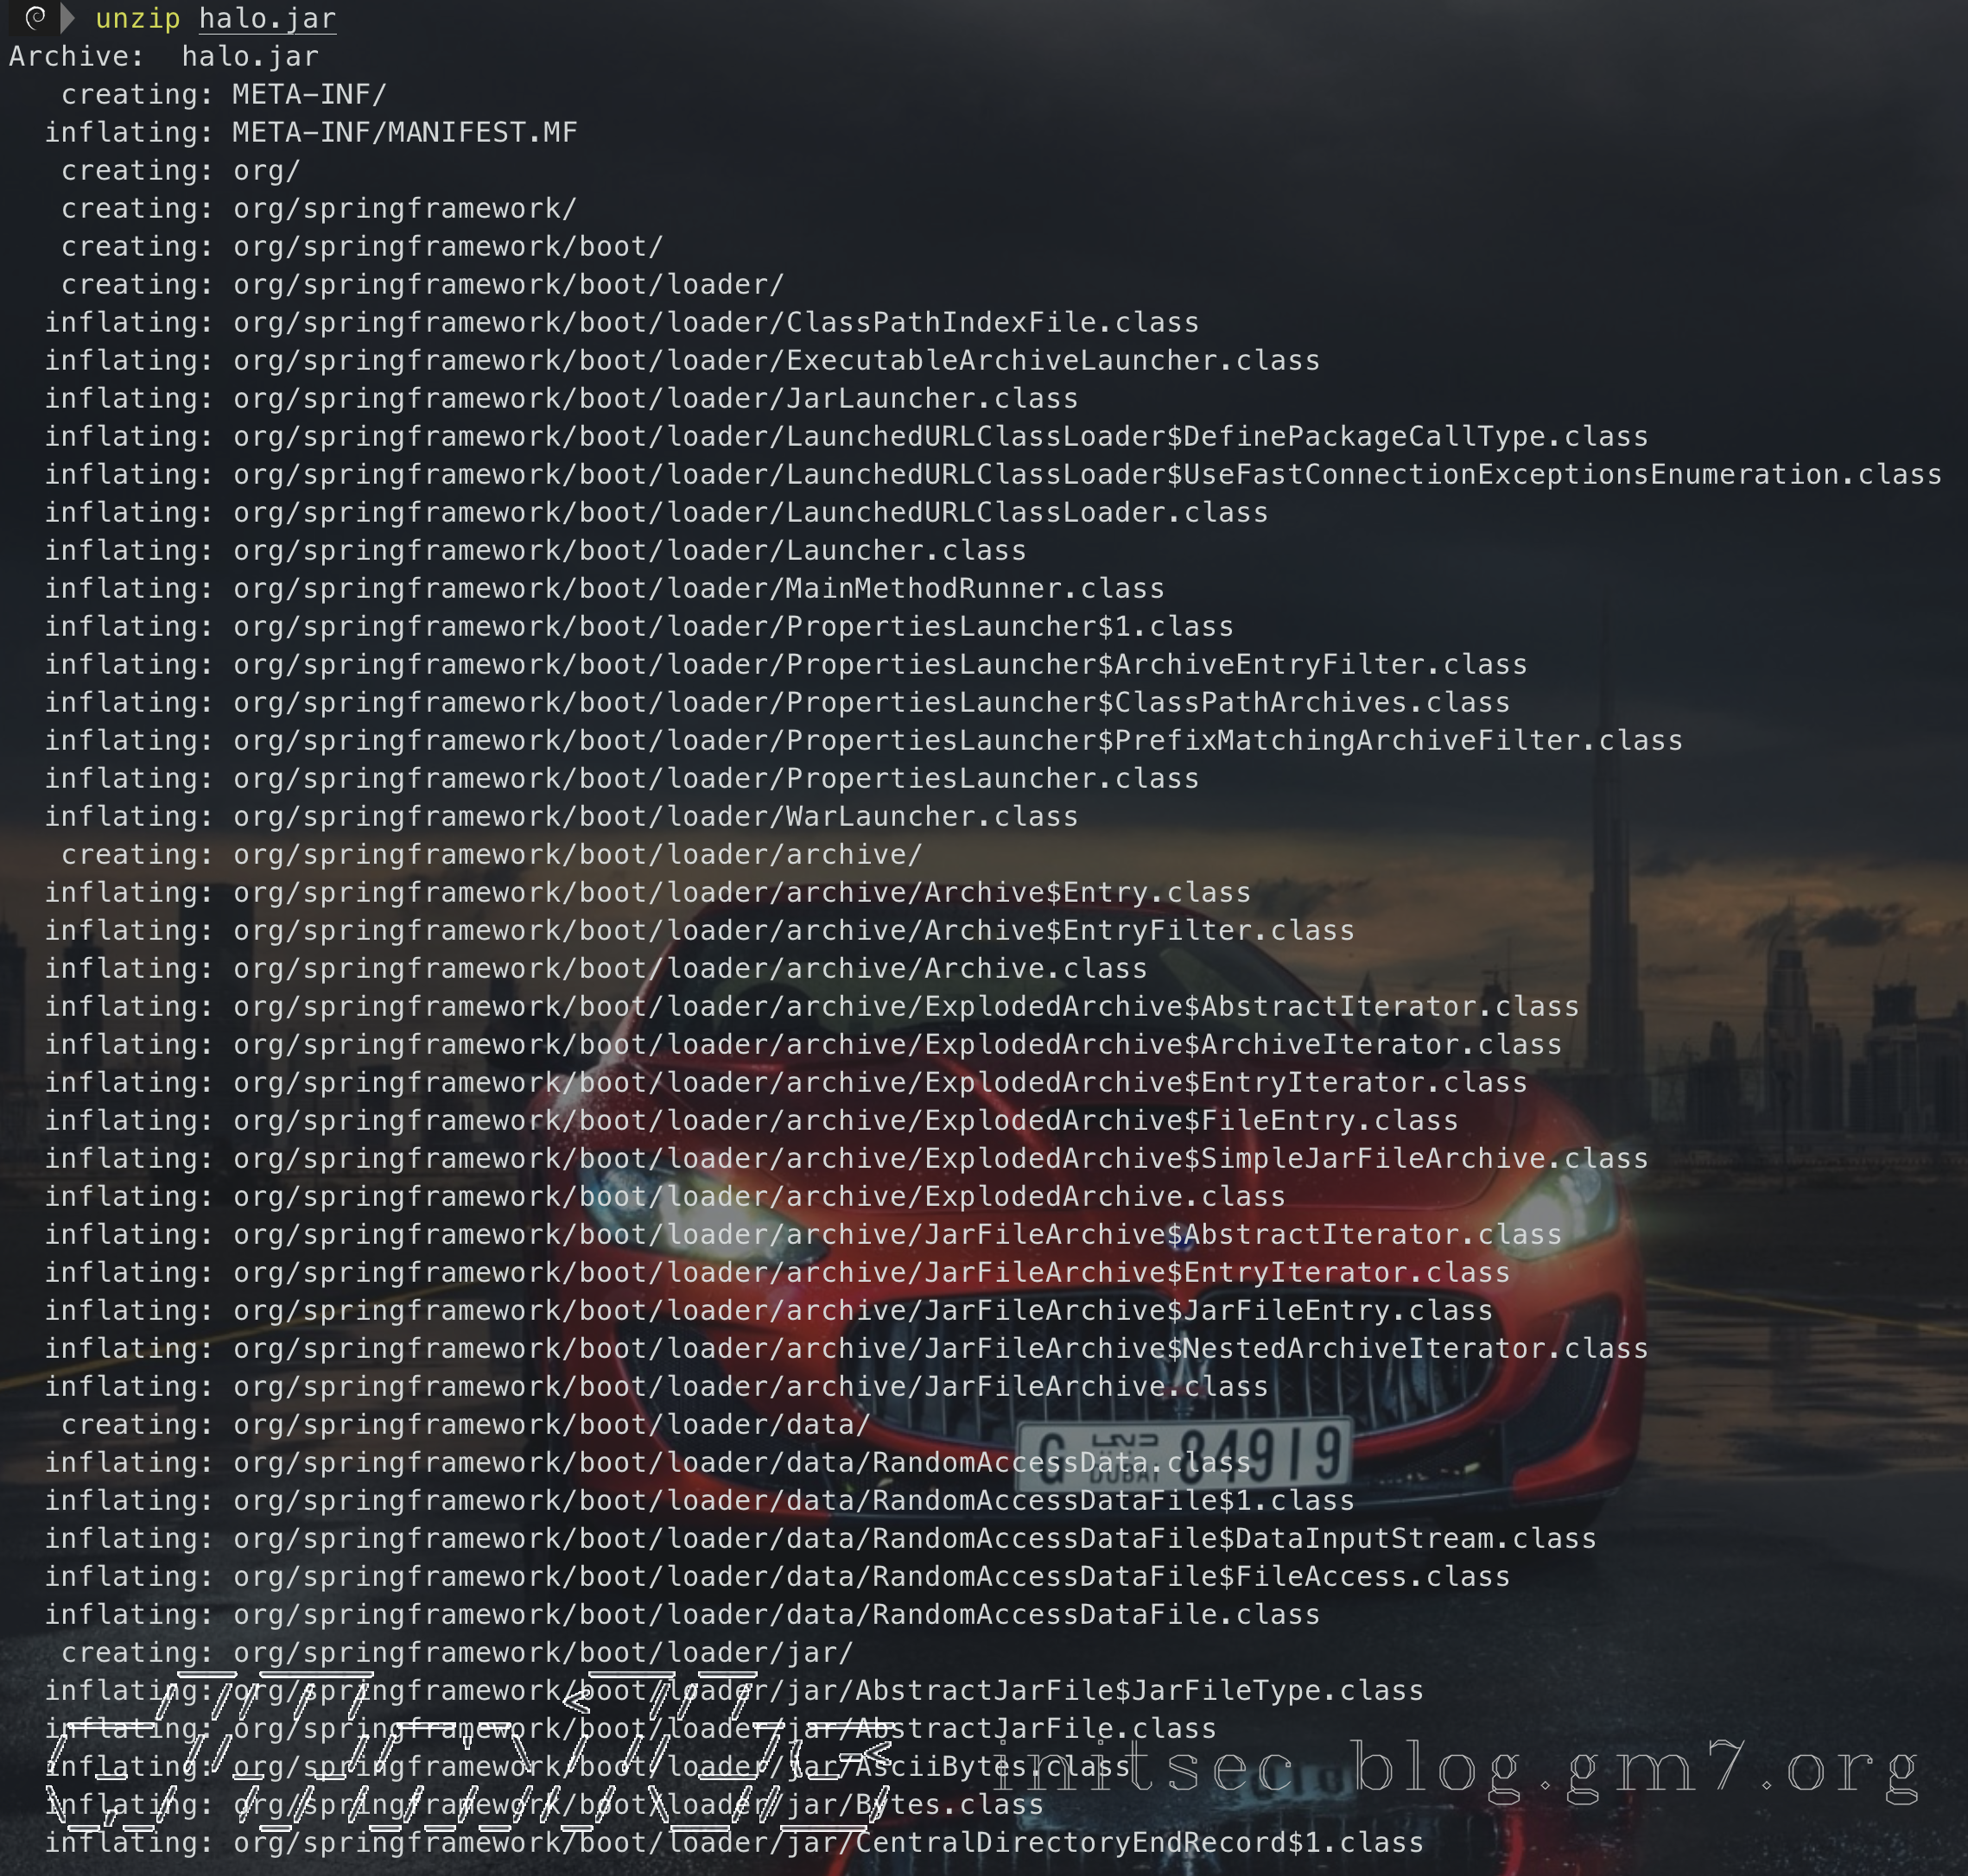 unzip halo.jar
Archive:  halo.jar
   creating: META-INF/
  inflating: META-INF/MANIFEST.MF
   creating: org/
   creating: org/springframework/
   creating: org/springframework/boot/
   creating: org/springframework/boot/loader/
  inflating: org/springframework/boot/loader/ClassPathIndexFile.class
  inflating: org/springframework/boot/loader/ExecutableArchiveLauncher.class
  inflating: org/springframework/boot/loader/JarLauncher.class
  inflating: org/springframework/boot/loader/LaunchedURLClassLoader$DefinePackageCallType.class
  inflating: org/springframework/boot/loader/LaunchedURLClassLoader$UseFastConnectionExceptionsEnumeration.class
  inflating: org/springframework/boot/loader/LaunchedURLClassLoader.class
  inflating: org/springframework/boot/loader/Launcher.class
  inflating: org/springframework/boot/loader/MainMethodRunner.class
  inflating: org/springframework/boot/loader/PropertiesLauncher$1.class
  inflating: org/springframework/boot/loader/PropertiesLauncher$ArchiveEntryFilter.class
  inflating: org/springframework/boot/loader/PropertiesLauncher$ClassPathArchives.class
  inflating: org/springframework/boot/loader/PropertiesLauncher$PrefixMatchingArchiveFilter.class
  inflating: org/springframework/boot/loader/PropertiesLauncher.class
  inflating: org/springframework/boot/loader/WarLauncher.class
   creating: org/springframework/boot/loader/archive/
  inflating: org/springframework/boot/loader/archive/Archive$Entry.class
  inflating: org/springframework/boot/loader/archive/Archive$EntryFilter.class
  inflating: org/springframework/boot/loader/archive/Archive.class
  inflating: org/springframework/boot/loader/archive/ExplodedArchive$AbstractIterator.class
  inflating: org/springframework/boot/loader/archive/ExplodedArchive$ArchiveIterator.class
  inflating: org/springframework/boot/loader/archive/ExplodedArchive$EntryIterator.class
  inflating: org/springframework/boot/loader/archive/ExplodedArchive$FileEntry.class
  inflating: org/springframework/boot/loader/archive/ExplodedArchive$SimpleJarFileArchive.class
  inflating: org/springframework/boot/loader/archive/ExplodedArchive.class
  inflating: org/springframework/boot/loader/archive/JarFileArchive$AbstractIterator.class
  inflating: org/springframework/boot/loader/archive/JarFileArchive$EntryIterator.class
  inflating: org/springframework/boot/loader/archive/JarFileArchive$JarFileEntry.class
  inflating: org/springframework/boot/loader/archive/JarFileArchive$NestedArchiveIterator.class
  inflating: org/springframework/boot/loader/archive/JarFileArchive.class
   creating: org/springframework/boot/loader/data/
  inflating: org/springframework/boot/loader/data/RandomAccessData.class
G DUBAI 84919
  inflating: org/springframework/boot/loader/data/RandomAccessDataFile$1.class
  inflating: org/springframework/boot/loader/data/RandomAccessDataFile$DataInputStream.class
  inflating: org/springframework/boot/loader/data/RandomAccessDataFile$FileAccess.class
  inflating: org/springframework/boot/loader/data/RandomAccessDataFile.class
   creating: org/springframework/boot/loader/jar/
  inflating: org/springframework/boot/loader/jar/AbstractJarFile$JarFileType.class
  inflating: org/springframework/boot/loader/jar/AbstractJarFile.class
  inflating: org/springframework/boot/loader/jar/AsciiBytes.class
initsec blog.gm7.org
  inflating: org/springframework/boot/loader/jar/Bytes.class
  inflating: org/springframework/boot/loader/jar/CentralDirectoryEndRecord$1.class